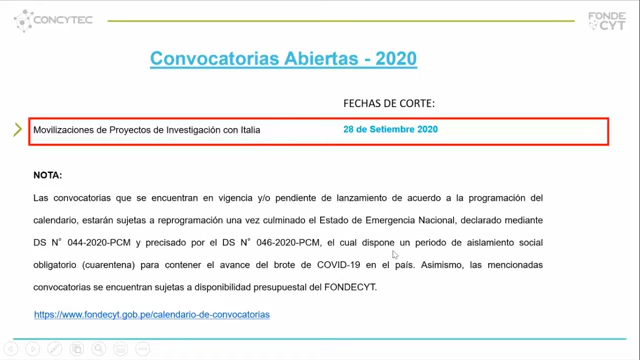 CONCYTEC
FONDE
CYT
Convocatorias Abiertas - 2020
FECHAS DE CORTE:
Movilizaciones de Proyectos de Investigación con Italia
28 de Setiembre 2020
NOTA:
Las convocatorias que se encuentran en vigencia y/o pendiente de lanzamiento de acuerdo a la programación del
calendario, estarán sujetas a reprogramación una vez culminado el Estado de Emergencia Nacional, declarado mediante
DS N° 044-2020-PCM y precisado por el DS N° 046-2020-PCM, el cual dispone un periodo de aislamiento social
obligatorio (cuarentena) para contener el avance del brote de COVID-19 en el país. Asimismo, las mencionadas
convocatorias se encuentran sujetas a disponibilidad presupuestal del FONDECYT.
https://www.fondecyt.gob.pe/calendario-de-convocatorias